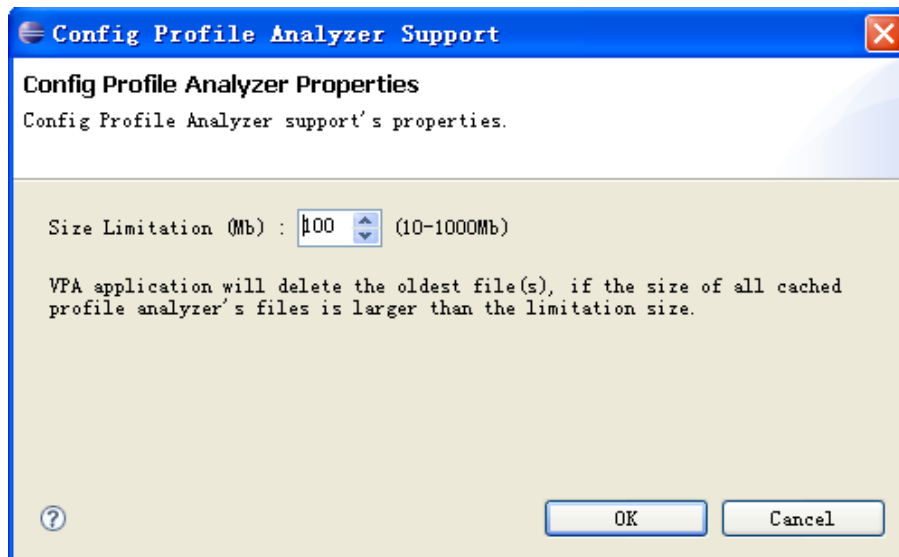 Config Profile Analyzer Support
Config Profile Analyzer Properties
Config Profile Analyzer support's properties.
Size Limitation (Mb) : 100 (10-1000Mb)
VPA application will delete the oldest file(s), if the size of all cached
profile analyzer's files is larger than the limitation size.
?
OK Cancel